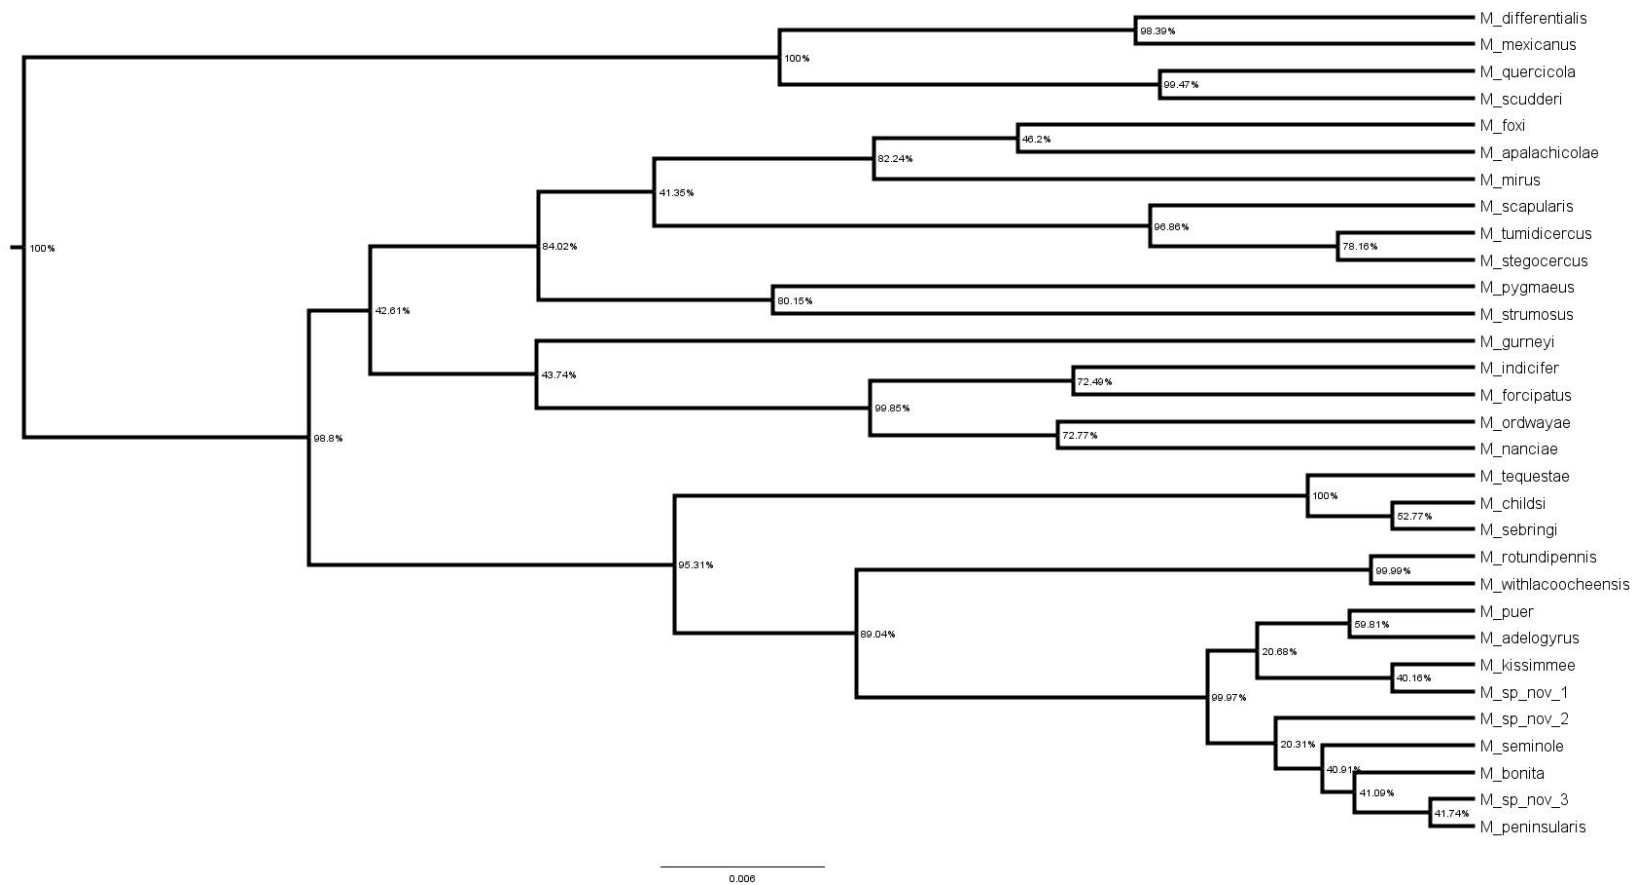 M_differentialis
98.39%
M_mexicanus
100%
M_quercicola
99.47%
M_scudderi
M_foxi
46.2%
M_apalachicolae
82.24%
M_mirus
41.35%
M_scapularis
96.86%
M_tumidicercus
78.16%
M_stegocercus
84.02%
100%
M_pygmaeus
80.15%
M_strumosus
42.61%
M_gurneyi
43.74%
M_indicifer
72.49%
M_forcipatus
99.85%
M_ordwayae
72.77%
M_nanciae
98.8%
M_tequestae
100%
M_childsi
52.77%
M_sebringi
95.31%
M_rotundipennis
99.99%
M_withlacoocheensis
89.04%
M_puer
59.81%
M_adelogyrus
20.68%
M_kissimmee
40.16%
M_sp_nov_1
99.97%
M_sp_nov_2
20.31%
M_seminole
40.91%
M_bonita
41.09%
M_sp_nov_3
41.74%
M_peninsularis
0.006